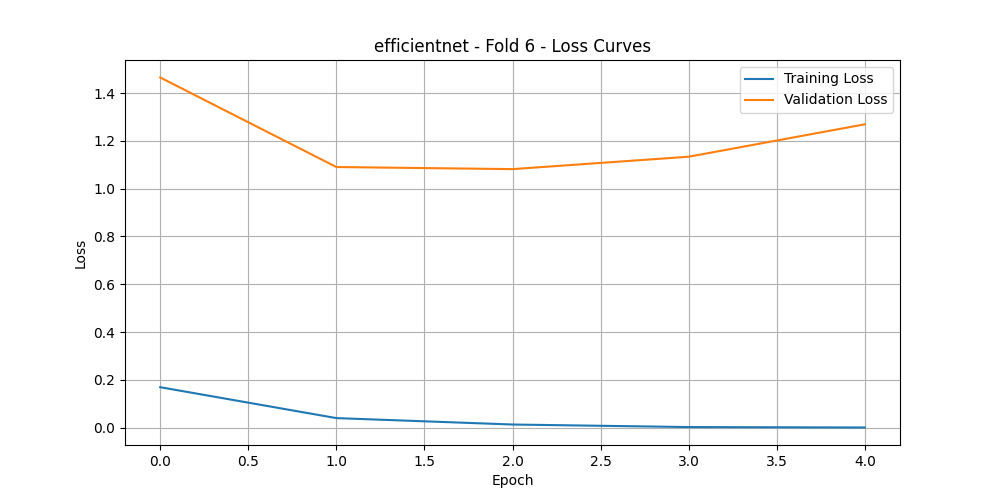 efficientnet - Fold 6 - Loss Curves
Training Loss
Validation Loss
Loss
1.4
1.2
1.0
0.8
0.6
0.4
0.2
0.0
0.0 0.5 1.0 1.5 2.0 2.5 3.0 3.5 4.0
Epoch